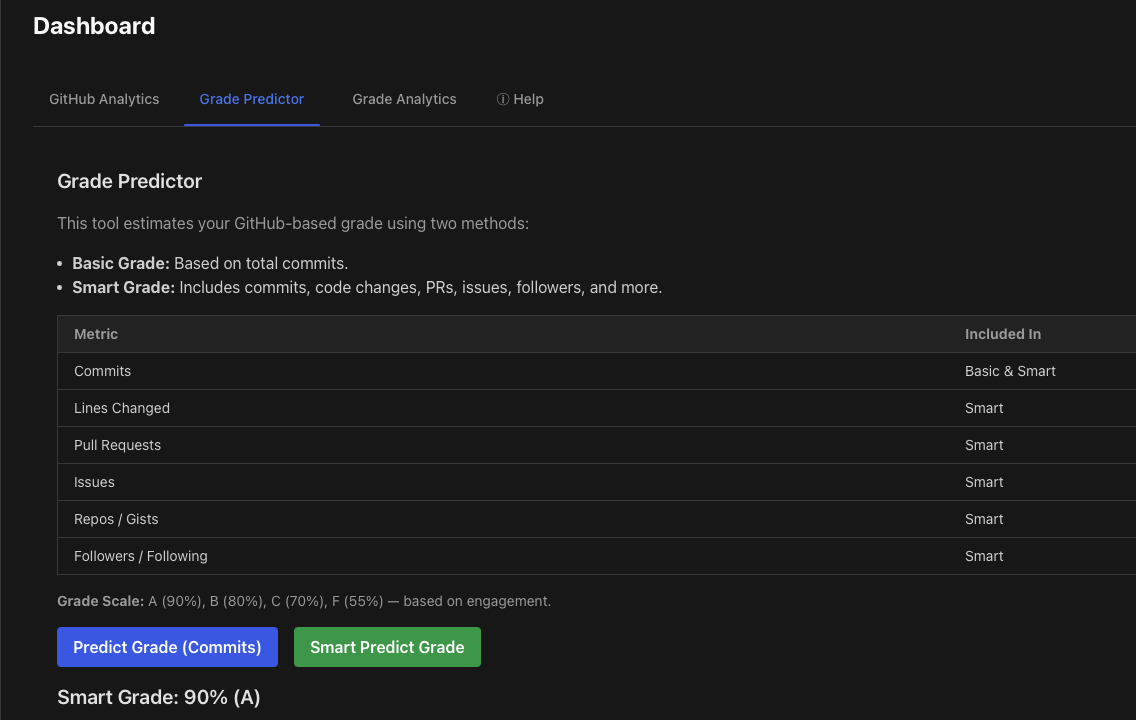 Dashboard
GitHub Analytics
Grade Predictor
Grade Analytics
ⓘ Help
Grade Predictor
This tool estimates your GitHub-based grade using two methods:
• Basic Grade: Based on total commits.
• Smart Grade: Includes commits, code changes, PRs, issues, followers, and more.
Metric Included In
Commits Basic & Smart
Lines Changed Smart
Pull Requests Smart
Issues Smart
Repos / Gists Smart
Followers / Following Smart
Grade Scale: A (90%), B (80%), C (70%), F (55%) — based on engagement.
Predict Grade (Commits)
Smart Predict Grade
Smart Grade: 90% (A)